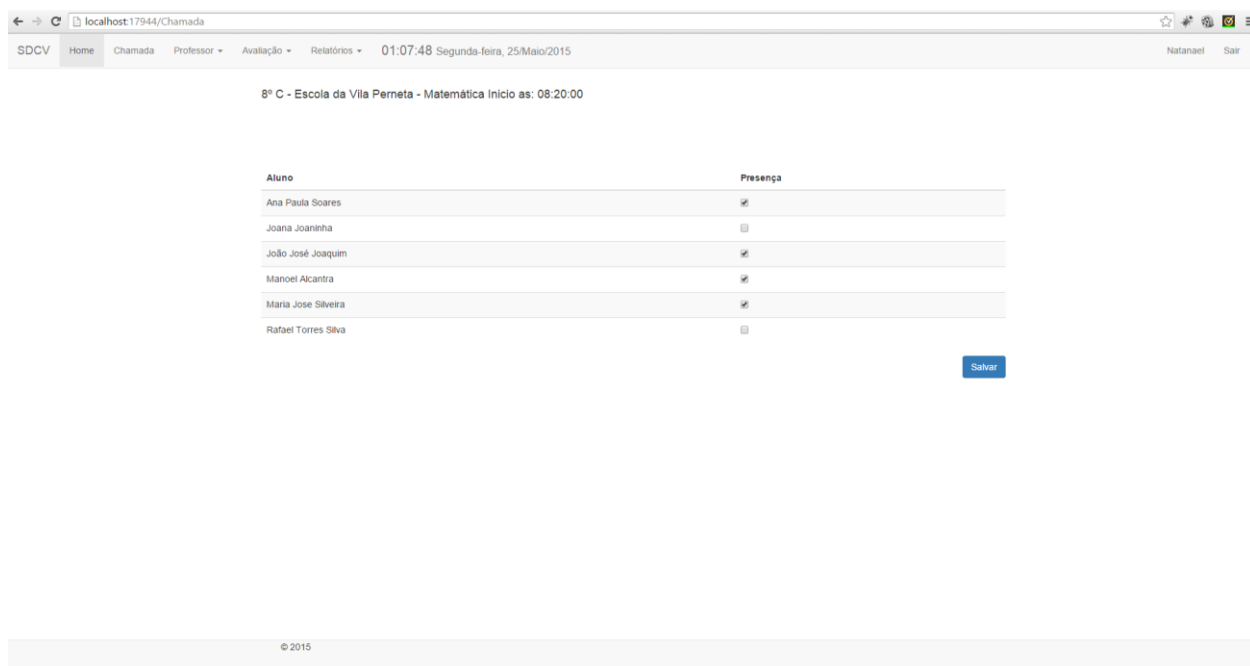 localhost:17944/Chamada
SDCV Home Chamada Professor Avaliação Relatórios 01:07:48 Segunda-feira, 25/Maio/2015 Natanael Sair
8º C - Escola da Vila Perneta - Matemática Inicio as: 08:20:00
Aluno Presença
Ana Paula Soares
Joana Joaninha
João José Joaquim
Manoel Alcantra
Maria Jose Silveira
Rafael Torres Silva
Salvar
© 2015